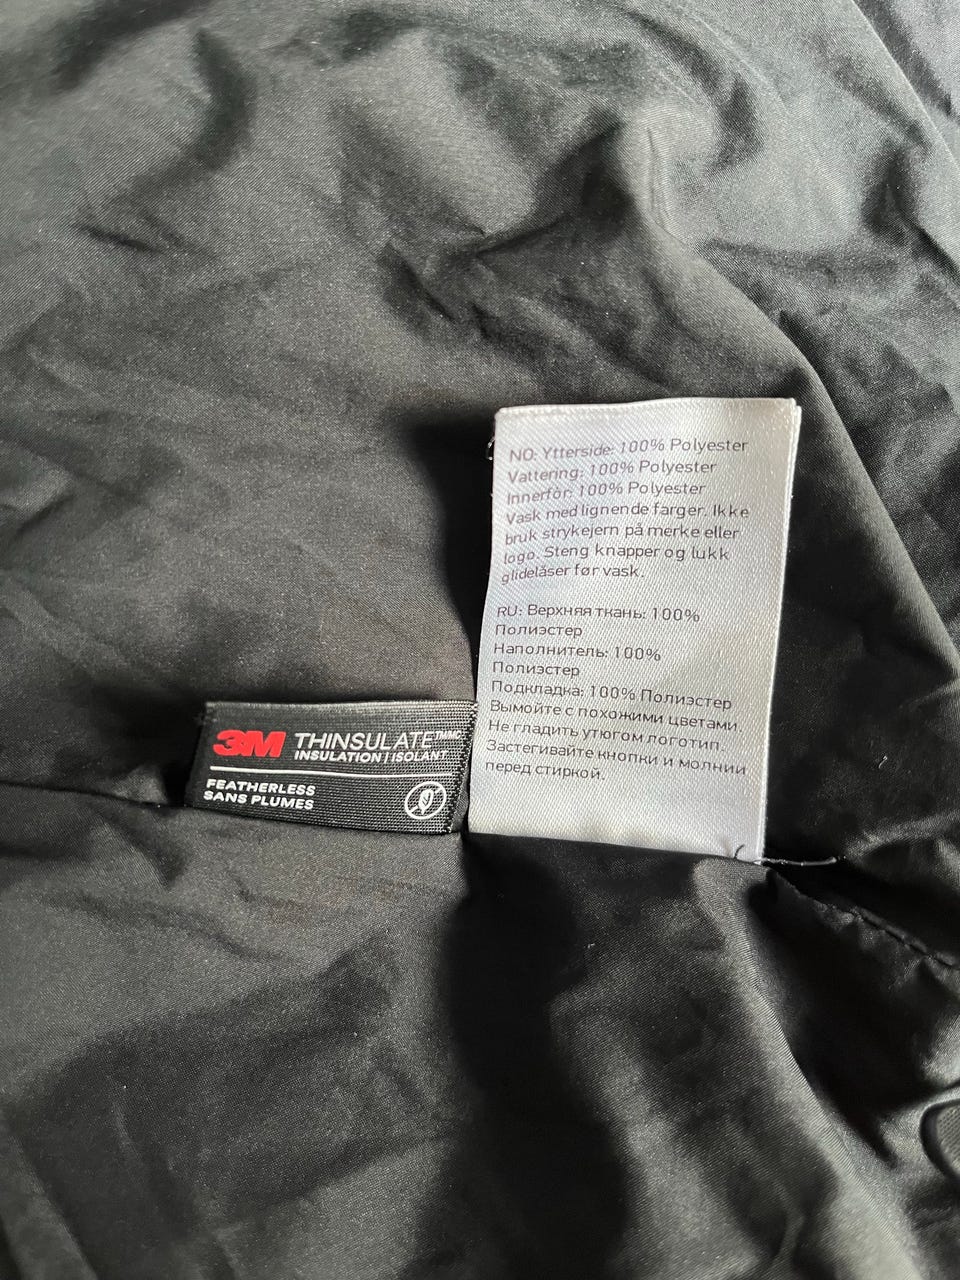 NO: Ytterside: 100% Polyester
Vattering: 100% Polyester
Innerfôr: 100% Polyester
Vask med lignende farger. Ikke
bruk strykejern på merke eller
logo. Steng knapper og lukk
glidelåser før vask.
RU: Верхняя ткань: 100%
Полиэстер
Наполнитель: 100%
Полиэстер
Подкладка: 100% Полиэстер
Вымойте с похожими цветами.
Не гладить утюгом логотип.
Застегивайте кнопки и молнии
перед стиркой.
3M THINSULATE™/MC
INSULATION | ISOLANT
FEATHERLESS
SANS PLUMES